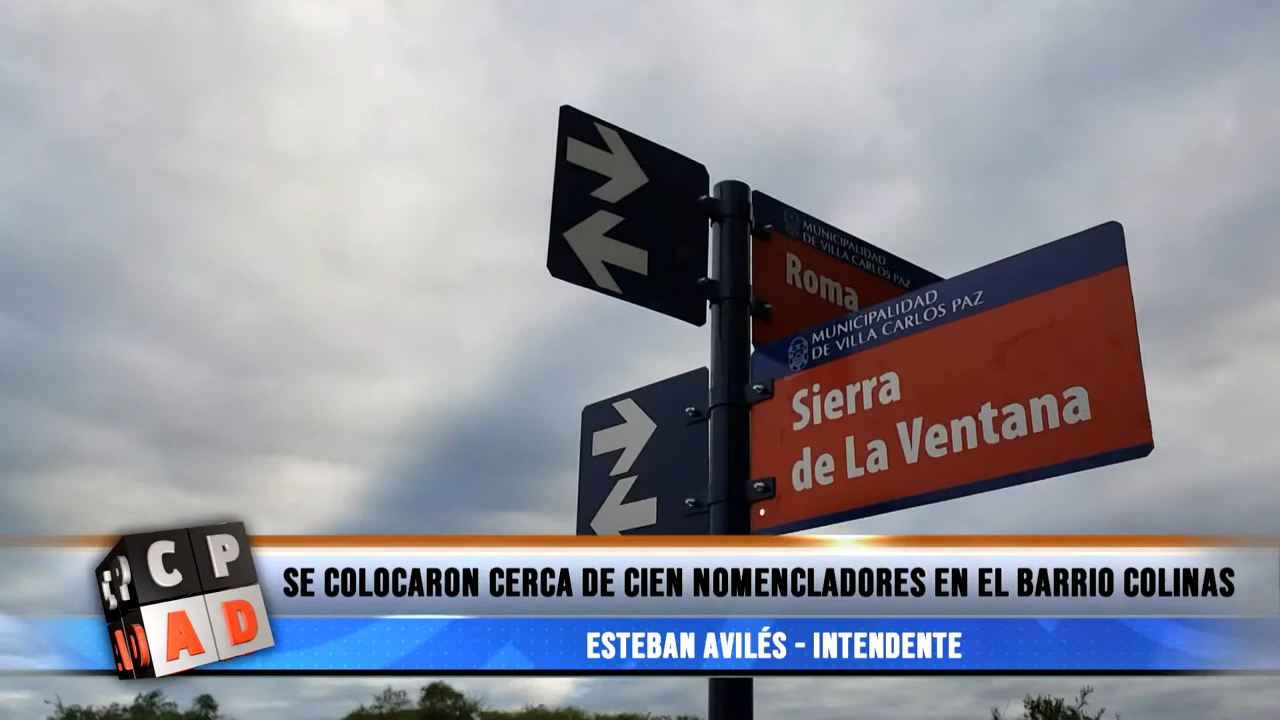 MUNICIPALIDAD
DE VILLA CARLOS PAZ
Roma
MUNICIPALIDAD
DE VILLA CARLOS PAZ
Sierra
de La Ventana
CP
AD
SE COLOCARON CERCA DE CIEN NOMENCLADORES EN EL BARRIO COLINAS
ESTEBAN AVILÉS - INTENDENTE